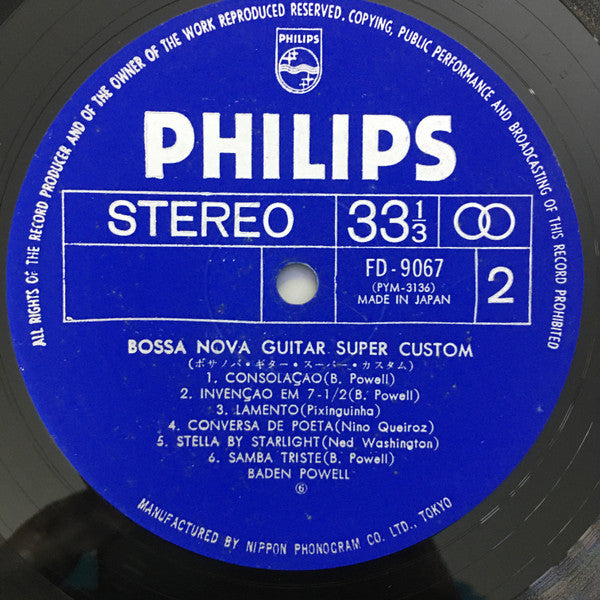 ALL RIGHTS OF THE RECORD PRODUCER AND OF THE OWNER OF THE WORK REPRODUCED RESERVED. COPYING, PUBLIC PERFORMANCE AND BROADCASTING OF THIS RECORD PROHIBITED
PHILIPS
PHILIPS
STEREO 33 1/3
FD-9067 2
(PYM-3136)
MADE IN JAPAN
BOSSA NOVA GUITAR SUPER CUSTOM
(ボサノバ・ギター・スーパー・カスタム)
1. CONSOLAÇAO(B. Powell)
2. INVENÇAO EM 7-1/2(B. Powell)
3. LAMENTO(Pixinguinha)
4. CONVERSA DE POETA(Nino Queiroz)
5. STELLA BY STARLIGHT(Ned Washington)
6. SAMBA TRISTE(B. Powell)
BADEN POWELL
⑥
MANUFACTURED BY NIPPON PHONOGRAM CO. LTD., TOKYO